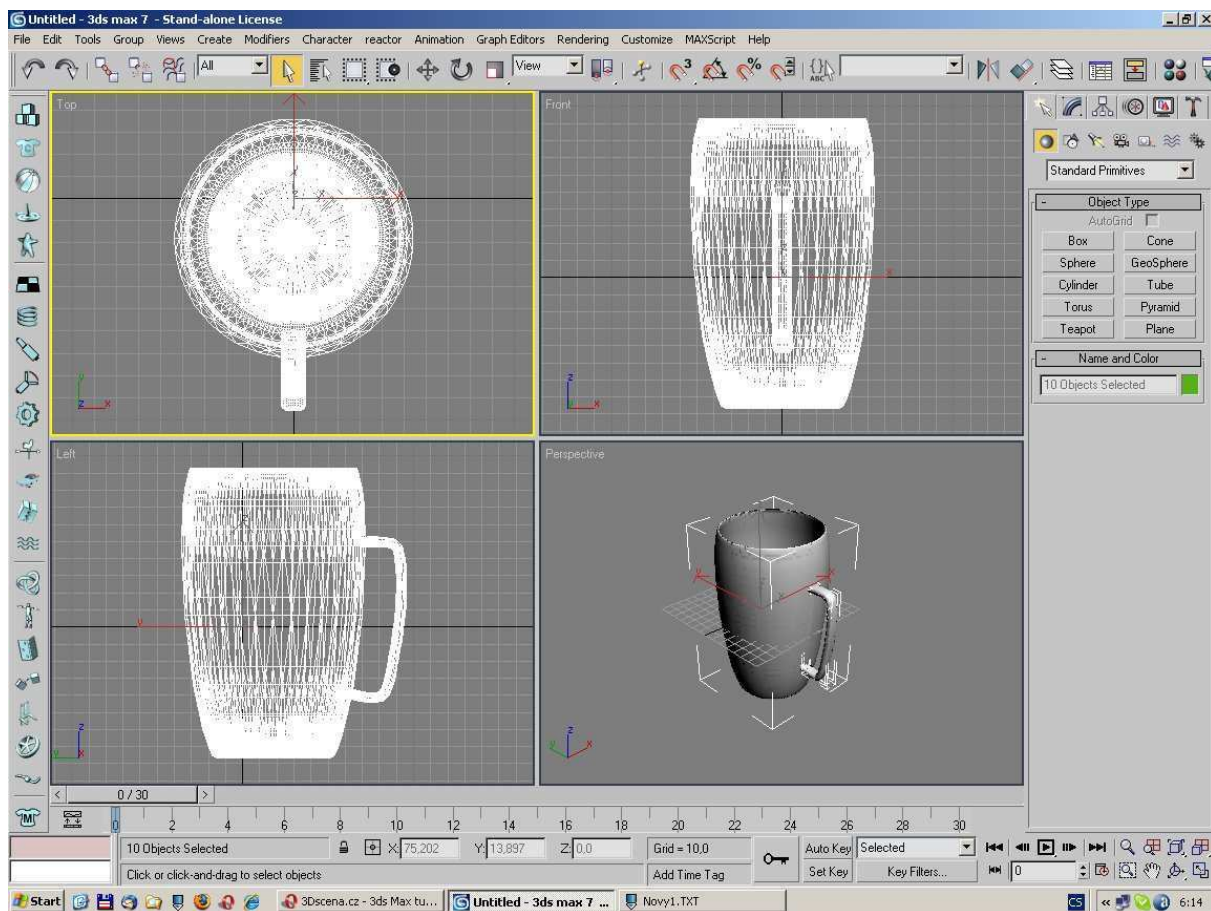 Untitled - 3ds max 7 - Stand-alone License
File Edit Tools Group Views Create Modifiers Character reactor Animation Graph Editors Rendering Customize MAXScript Help
All View 3 % {} ABC
Top
Front
Left
Perspective
Standard Primitives
- Object Type
AutoGrid
Box Cone
Sphere GeoSphere
Cylinder Tube
Torus Pyramid
Teapot Plane
- Name and Color
10 Objects Selected
< 0 / 30 >
0 2 4 6 8 10 12 14 16 18 20 22 24 26 28 30
10 Objects Selected X: 75,202 Y: 13,897 Z: 0,0 Grid = 10,0 Auto Key Selected
Click or click-and-drag to select objects Add Time Tag Set Key Key Filters... 0
Start 3Dscena.cz - 3ds Max tu... Untitled - 3ds max 7 ... Novy1.TXT CS « 6:14